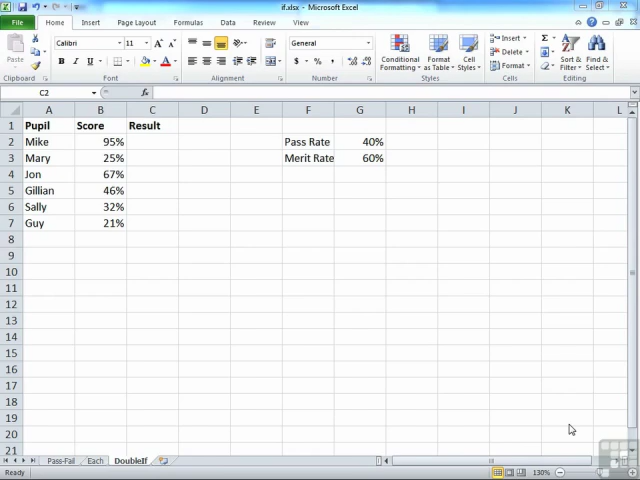 if.xlsx - Microsoft Excel
File Home Insert Page Layout Formulas Data Review View
Calibri 11 General Insert
Paste Conditional Format Cell Delete Sort & Find &
Formatting as Table Styles Format Filter Select
Clipboard Font Alignment Number Styles Cells Editing
C2 fx
A B C D E F G H I J K L
1 Pupil Score Result
2 Mike 95% Pass Rate 40%
3 Mary 25% Merit Rate 60%
4 Jon 67%
5 Gillian 46%
6 Sally 32%
7 Guy 21%
8
9
10
11
12
13
14
15
16
17
18
19
20
21
Pass-Fail Each DoubleIf
Ready 130%